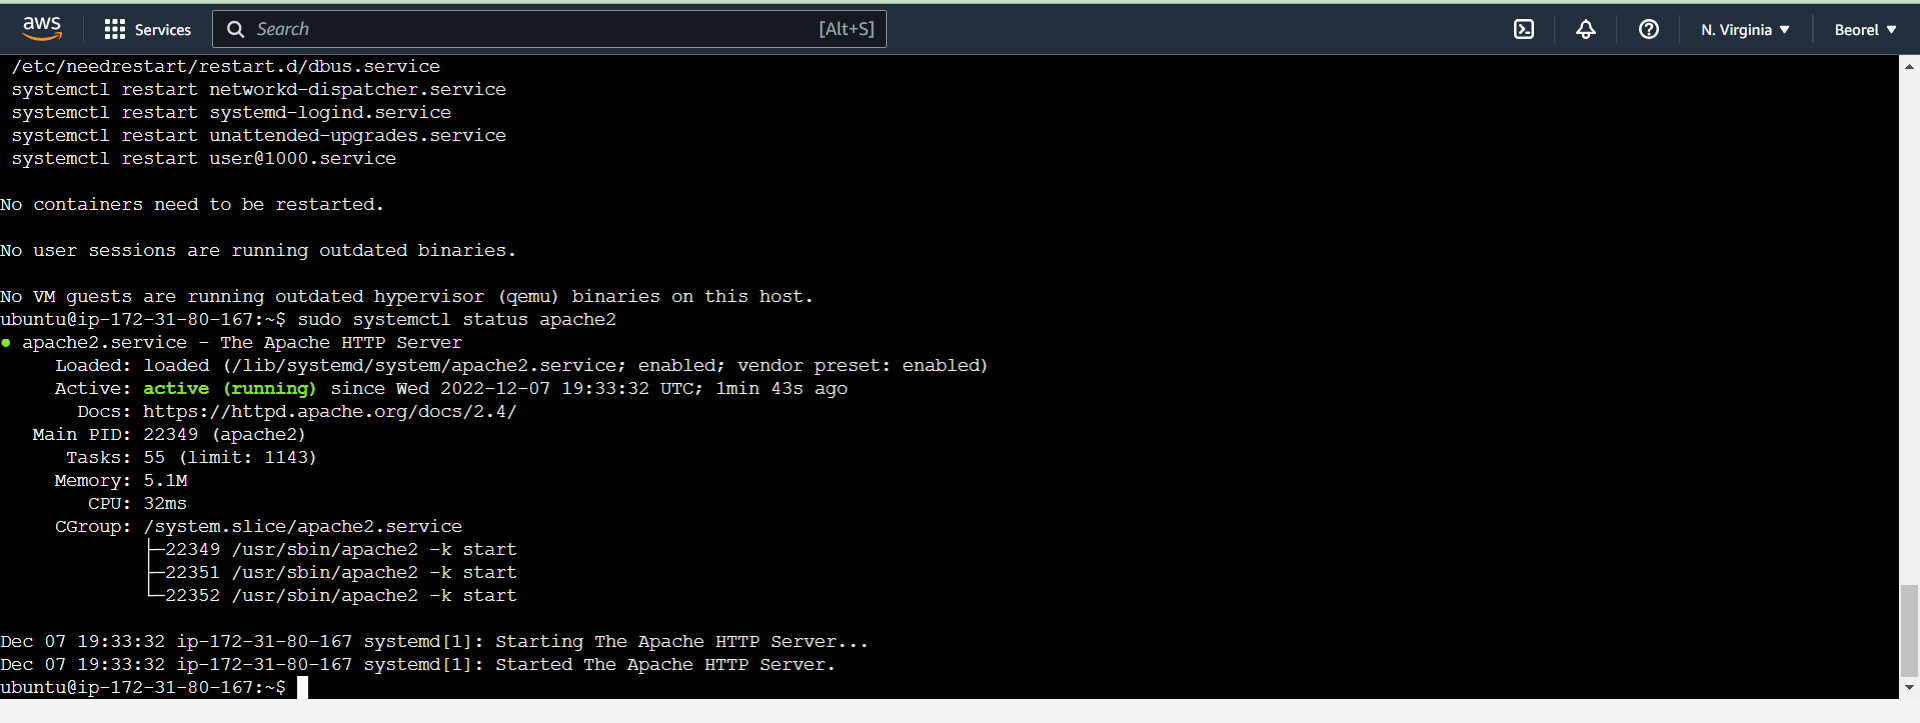 aws Services Search [Alt+S] N. Virginia Beorel
/etc/needrestart/restart.d/dbus.service
systemctl restart networkd-dispatcher.service
systemctl restart systemd-logind.service
systemctl restart unattended-upgrades.service
systemctl restart user@1000.service
No containers need to be restarted.
No user sessions are running outdated binaries.
No VM guests are running outdated hypervisor (qemu) binaries on this host.
ubuntu@ip-172-31-80-167:~$ sudo systemctl status apache2
● apache2.service - The Apache HTTP Server
Loaded: loaded (/lib/systemd/system/apache2.service; enabled; vendor preset: enabled)
Active: active (running) since Wed 2022-12-07 19:33:32 UTC; 1min 43s ago
Docs: https://httpd.apache.org/docs/2.4/
Main PID: 22349 (apache2)
Tasks: 55 (limit: 1143)
Memory: 5.1M
CPU: 32ms
CGroup: /system.slice/apache2.service
├─22349 /usr/sbin/apache2 -k start
├─22351 /usr/sbin/apache2 -k start
└─22352 /usr/sbin/apache2 -k start
Dec 07 19:33:32 ip-172-31-80-167 systemd[1]: Starting The Apache HTTP Server...
Dec 07 19:33:32 ip-172-31-80-167 systemd[1]: Started The Apache HTTP Server.
ubuntu@ip-172-31-80-167:~$